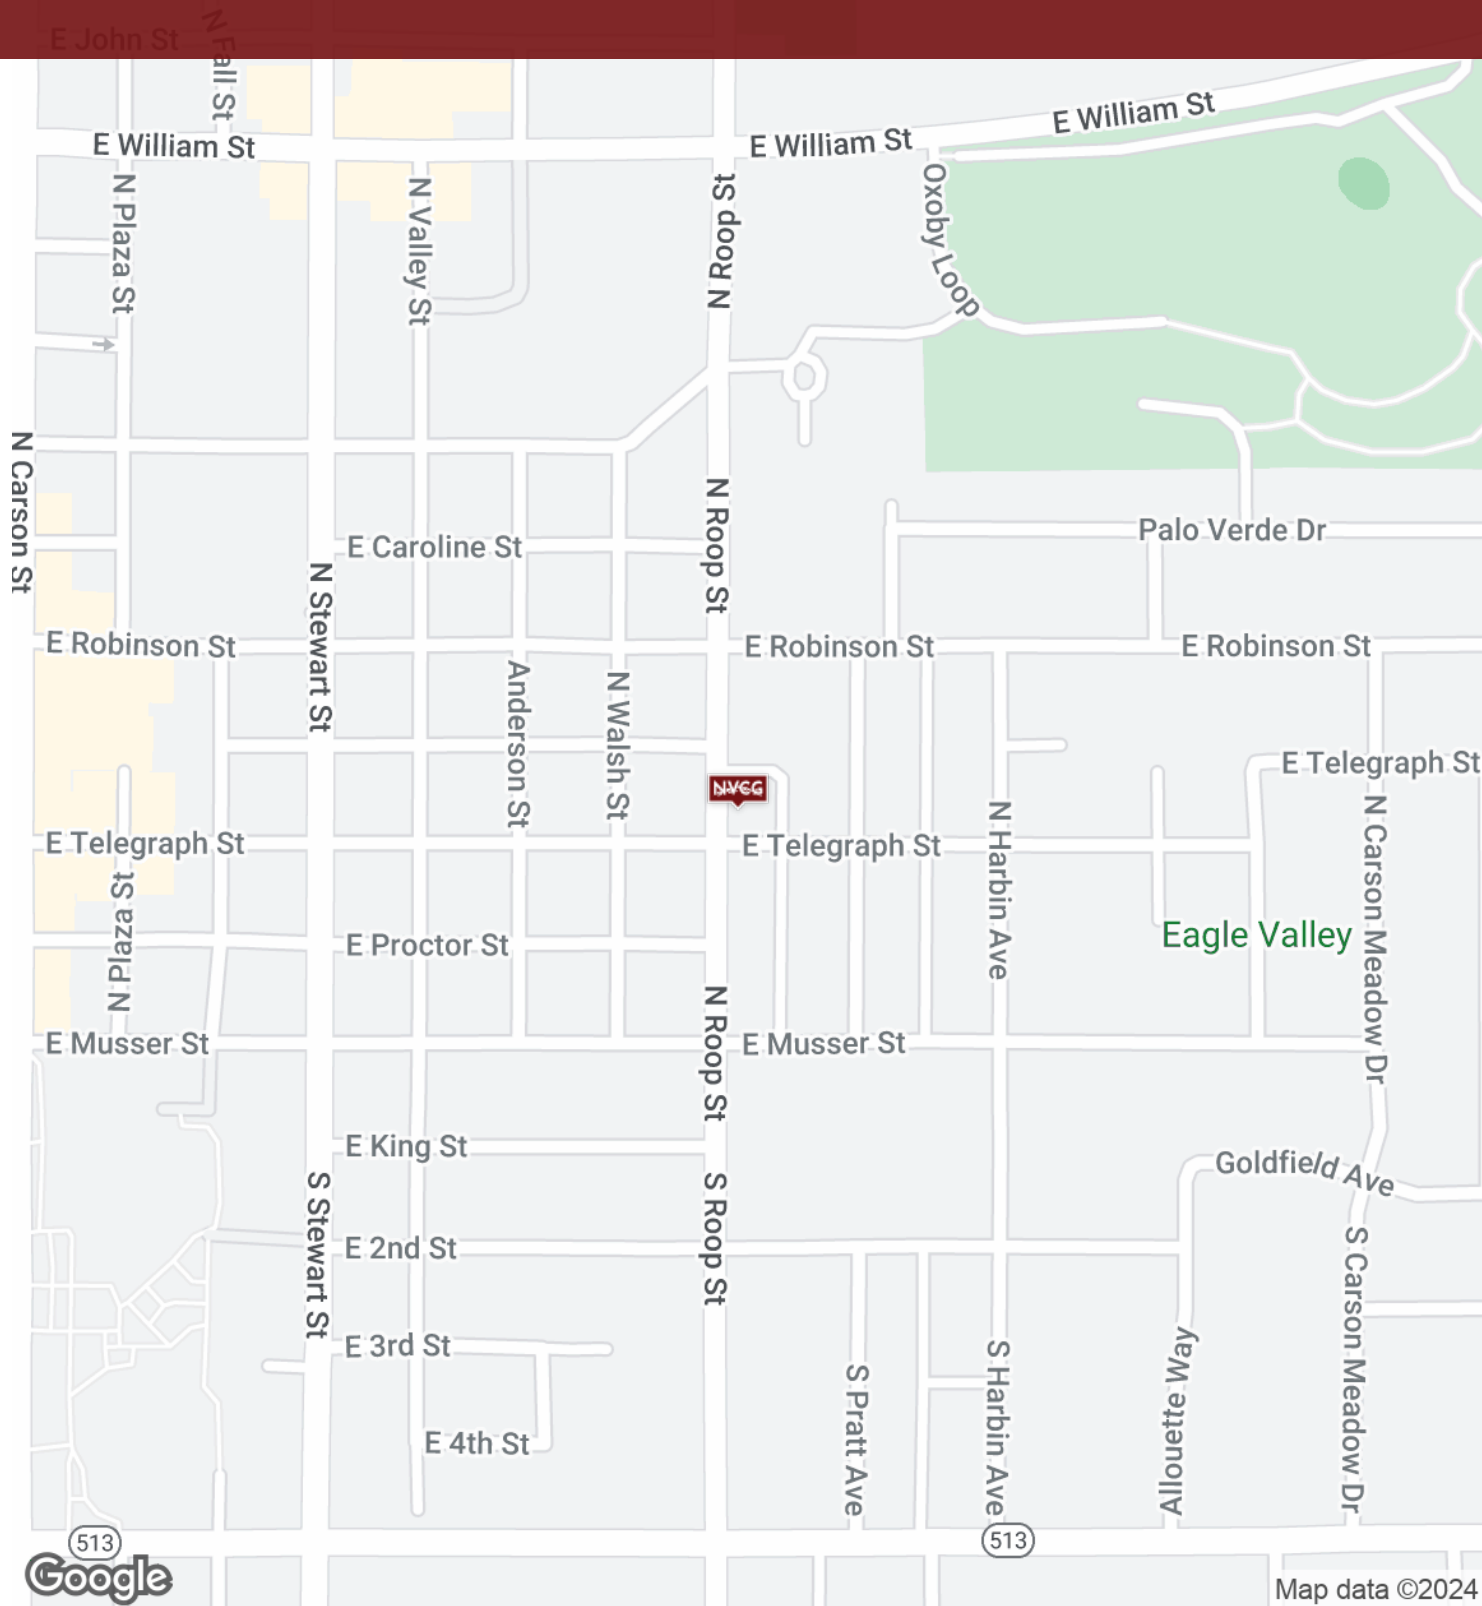 E John St
N Fall St
E William St
E William St
E William St
N Plaza St
N Valley St
N Roop St
Oxoby Loop
N Carson St
N Roop St
E Caroline St
Palo Verde Dr
N Stewart St
E Robinson St
E Robinson St
E Robinson St
Anderson St
N Walsh St
E Telegraph St
NVCG
N Harbin Ave
N Carson Meadow Dr
E Telegraph St
E Telegraph St
N Plaza St
E Proctor St
Eagle Valley
N Roop St
E Musser St
E Musser St
E King St
Goldfield Ave
S Stewart St
S Roop St
E 2nd St
S Carson Meadow Dr
E 3rd St
Allouette Way
S Harbin Ave
S Pratt Ave
E 4th St
513
513
Google
Map data ©2024